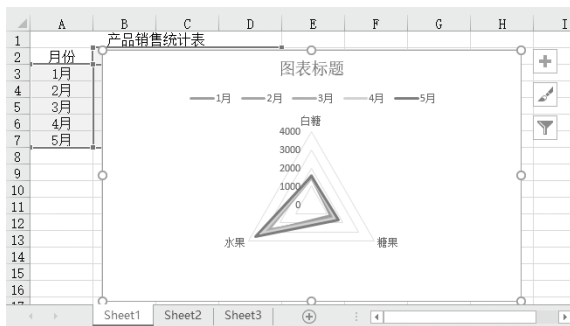 A B C D E F G H I
1 产品销售统计表
2 月份
3 1月
4 2月
5 3月
6 4月
7 5月
8
9
10
11
12
13
14
15
16
17
图表标题
1月 2月 3月 4月 5月
白糖
4000
3000
2000
1000
0
水果 糖果
Sheet1 Sheet2 Sheet3